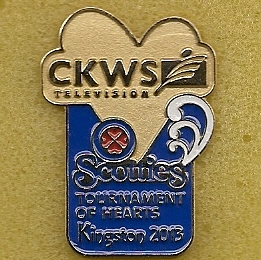 CKWS
TELEVISION
Scotties
TOURNAMENT
OF HEARTS
Kingston 2013